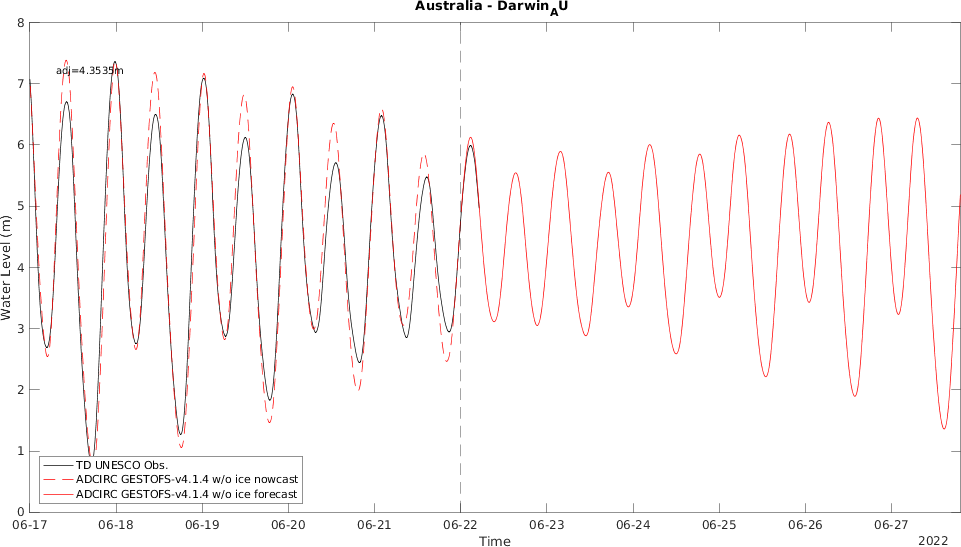 Australia - DarwinAU
8
7
6
5
4
3
2
1
0
Water Level (m)
adj=4.3535m
TD UNESCO Obs.
ADCIRC GESTOFS-v4.1.4 w/o ice nowcast
ADCIRC GESTOFS-v4.1.4 w/o ice forecast
06-17 06-18 06-19 06-20 06-21 06-22 06-23 06-24 06-25 06-26 06-27
Time
2022